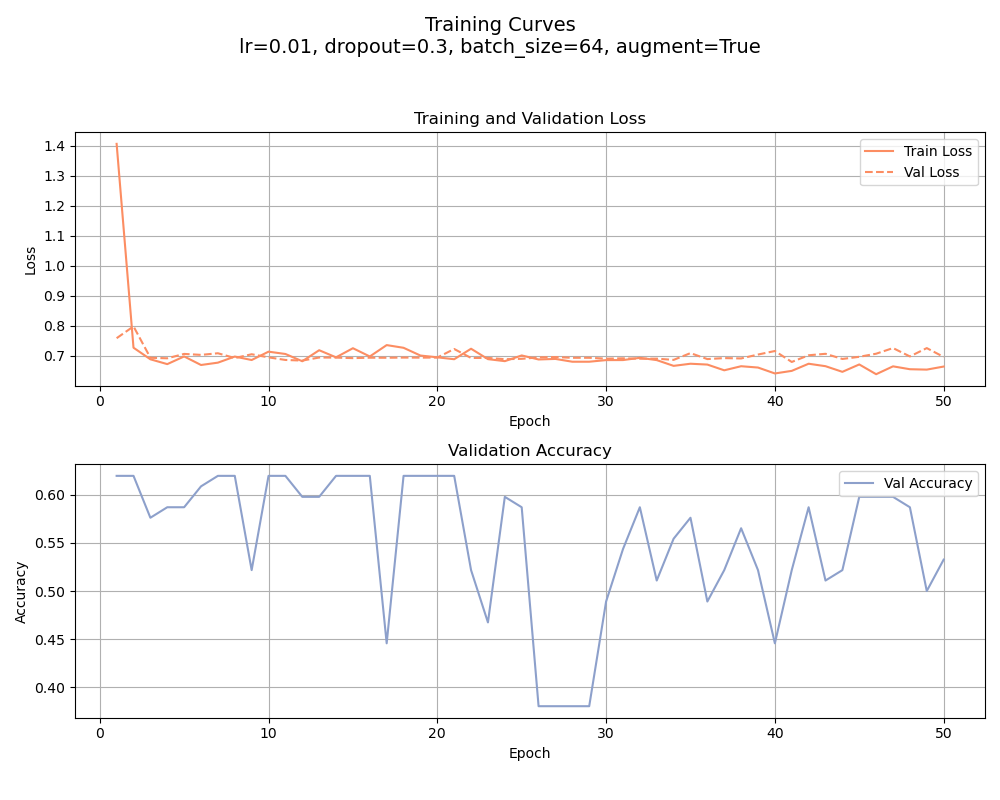 Training Curves
lr=0.01, dropout=0.3, batch_size=64, augment=True
Training and Validation Loss
1.4
1.3
1.2
1.1
1.0
0.9
0.8
0.7
Loss
Train Loss
Val Loss
0
10
20
30
40
50
Epoch
Validation Accuracy
0.60
0.55
0.50
0.45
0.40
Accuracy
Val Accuracy
0
10
20
30
40
50
Epoch